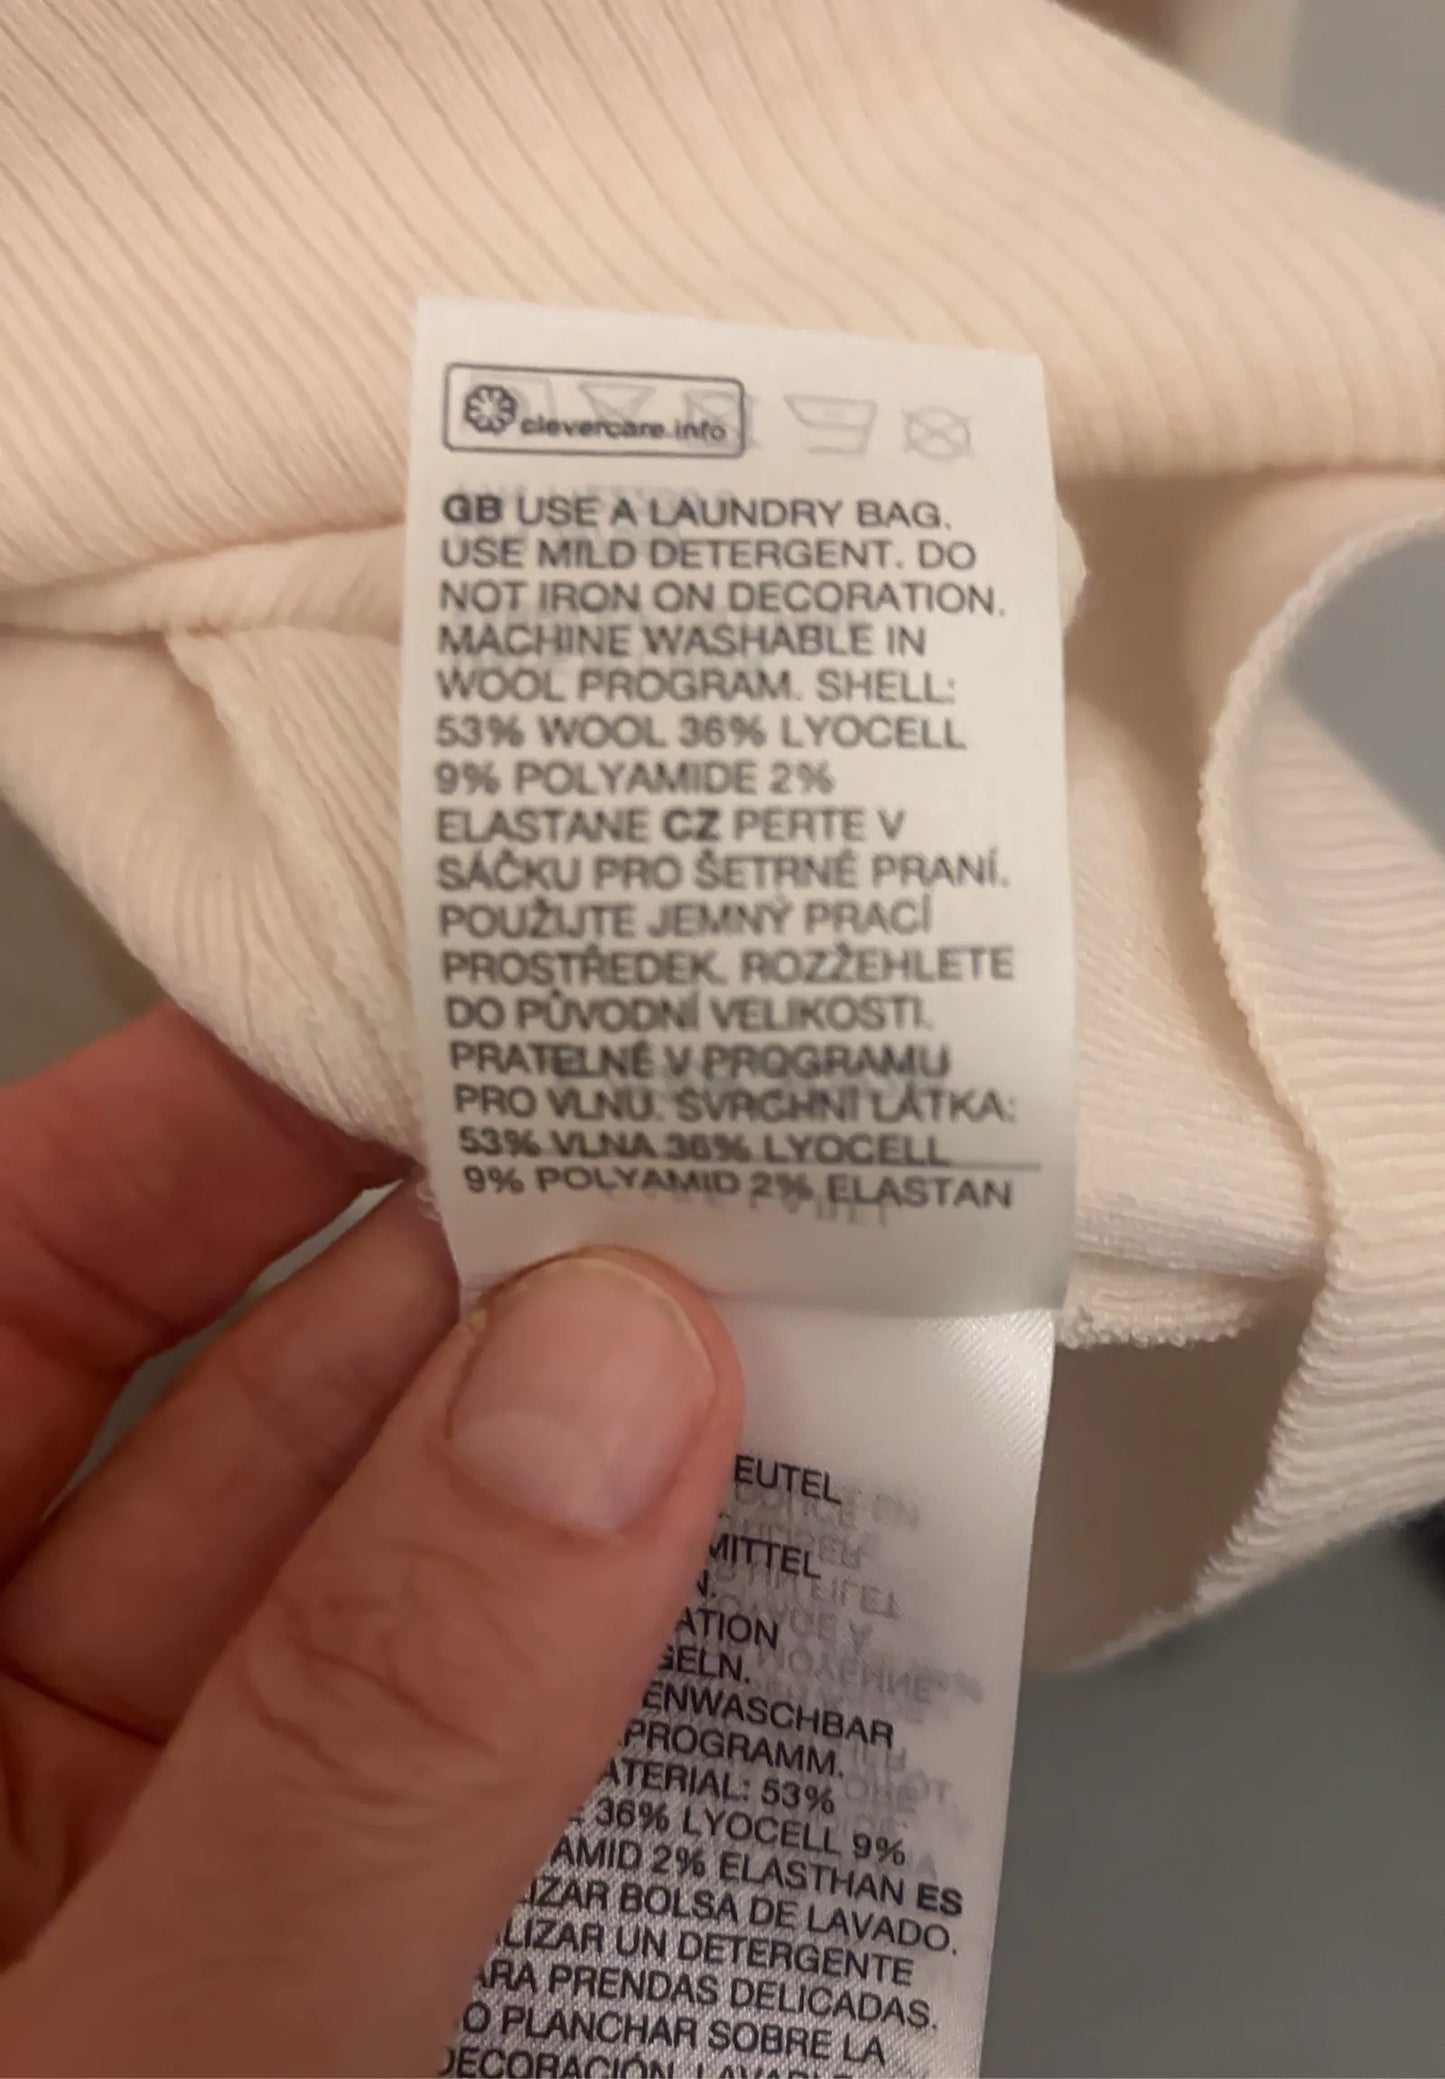 clevercare.info
GB USE A LAUNDRY BAG.
USE MILD DETERGENT. DO
NOT IRON ON DECORATION.
MACHINE WASHABLE IN
WOOL PROGRAM. SHELL:
53% WOOL 36% LYOCELL
9% POLYAMIDE 2%
ELASTANE CZ PERTE V
SÁČKU PRO ŠETRNÉ PRANÍ.
POUŽIJTE JEMNÝ PRACÍ
PROSTŘEDEK. ROZŽEHLETE
DO PŮVODNÍ VELIKOSTI.
PRATELNÉ V PROGRAMU
PRO VLNU. SVRCHNÍ LÁTKA:
53% VLNA 36% LYOCELL
9% POLYAMID 2% ELASTAN
EUTEL
MITTEL
N.
ATION
GELN.
ENWASCHBAR
PROGRAMM.
ATERIAL: 53%
36% LYOCELL 9%
AMID 2% ELASTHAN ES
IZAR BOLSA DE LAVADO.
LIZAR UN DETERGENTE
ARA PRENDAS DELICADAS.
O PLANCHAR SOBRE LA
DECORACIÓN.